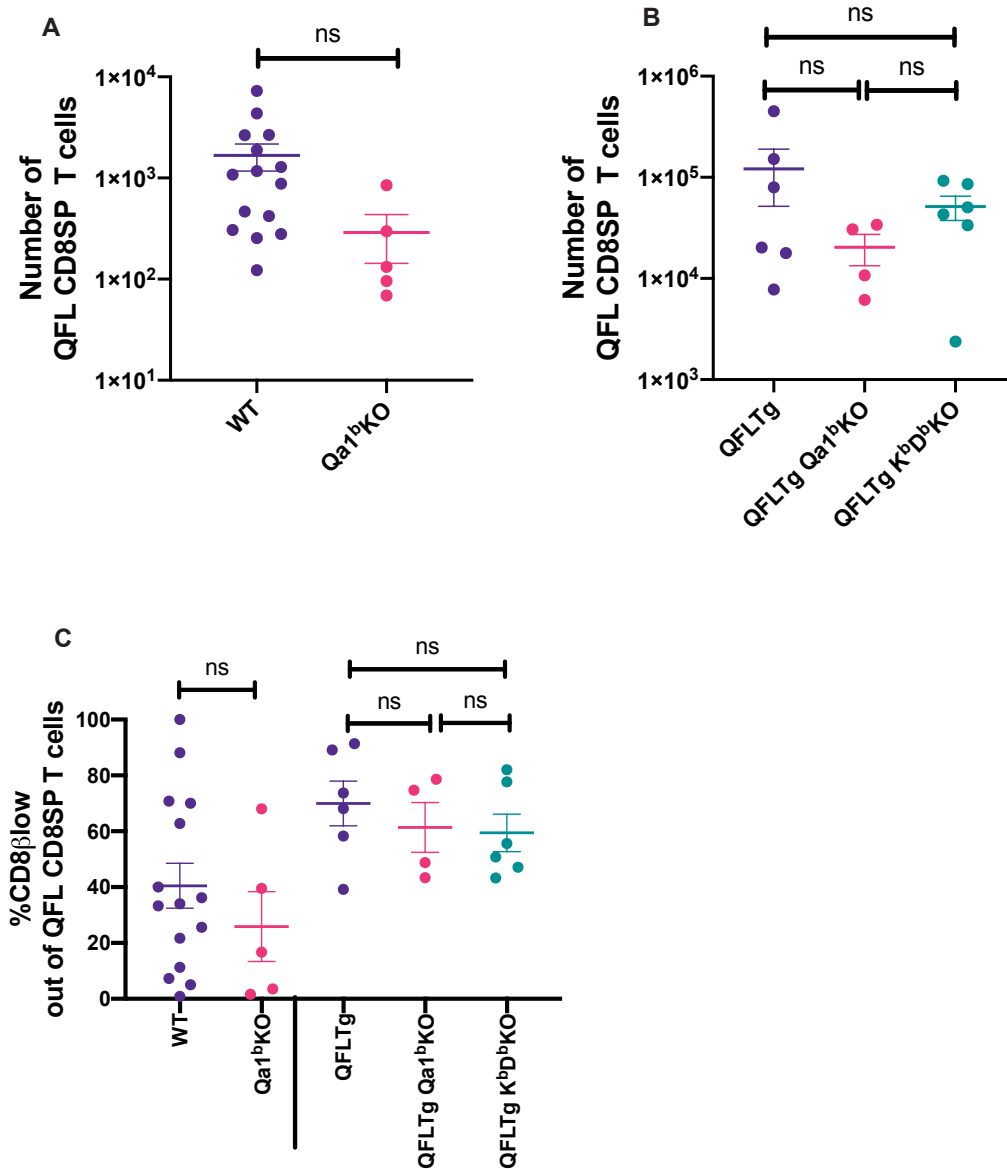 A
ns
Number of
QFL CD8SP T cells
1×10⁴
1×10³
1×10²
1×10¹
WT
Qa1ᵇKO
B
ns
ns
ns
Number of
QFL CD8SP T cells
1×10⁶
1×10⁵
1×10⁴
1×10³
QFLTg
QFLTg Qa1ᵇKO
QFLTg KᵇDᵇKO
C
ns
ns
ns
ns
%CD8βlow
out of QFL CD8SP T cells
100
80
60
40
20
0
WT
Qa1ᵇKO
QFLTg
QFLTg Qa1ᵇKO
QFLTg KᵇDᵇKO